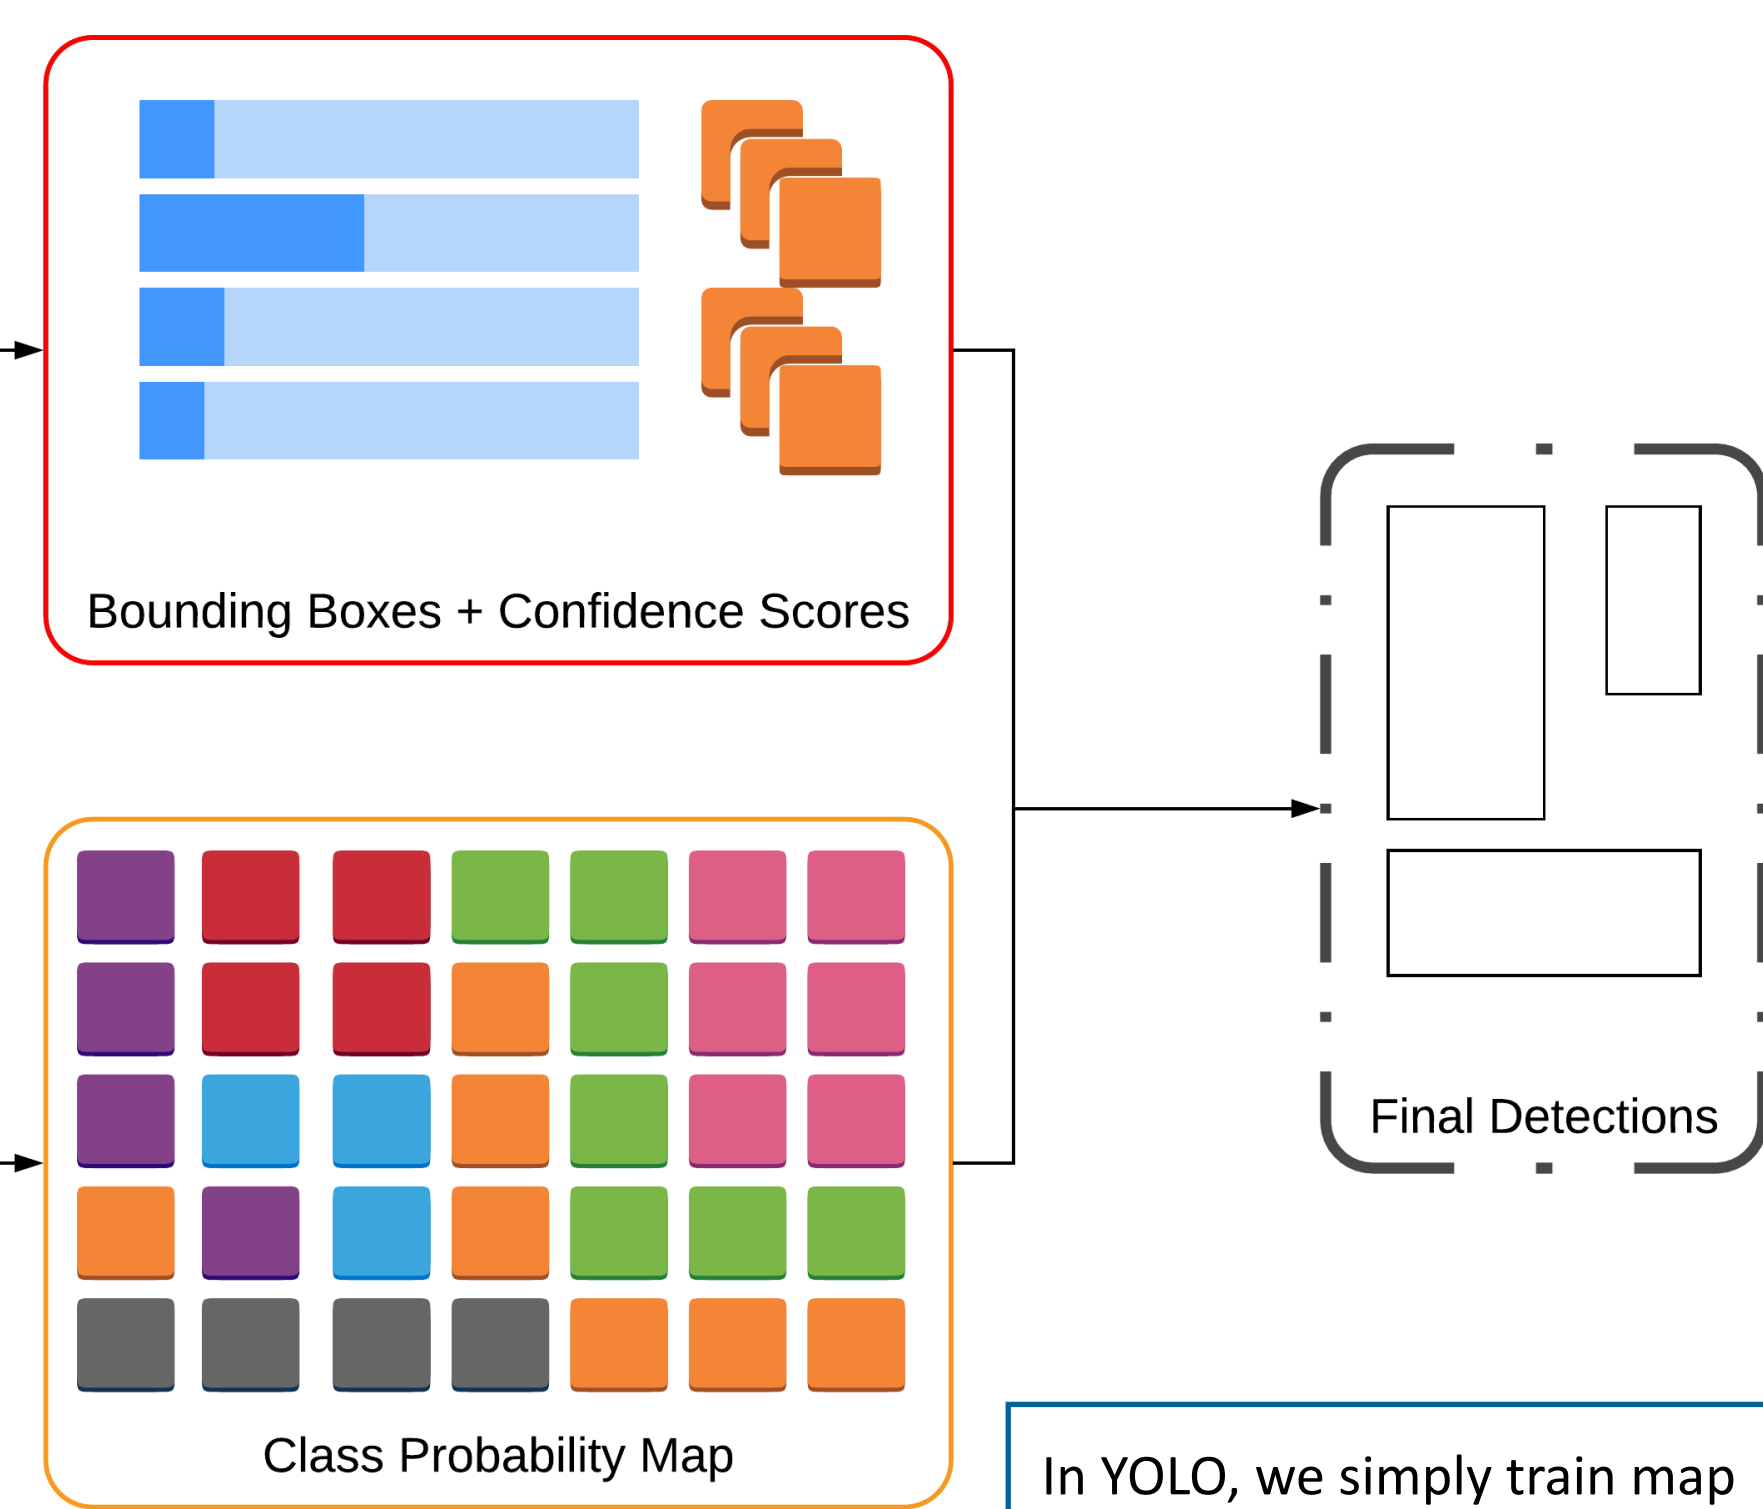 Bounding Boxes + Confidence Scores
Final Detections
Class Probability Map
In YOLO, we simply train map